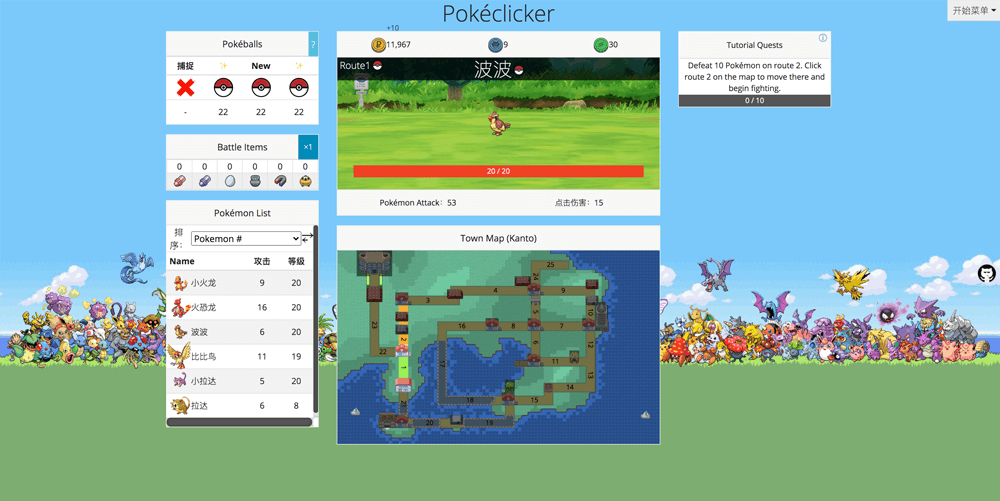 Pokéclicker
开始菜单
Pokéballs
?
捕捉 ✨ New ✨
- 22 22 22
Battle Items
×1
0 0 0 0 0 0
Pokémon List
排序:
Pokemon #
Name 攻击 等級
小火龙 9 20
火恐龙 16 20
波波 6 20
比比鸟 11 19
小拉达 5 20
拉达 6 8
+10
11,967 9 30
Route1
波波
20 / 20
Pokémon Attack: 53
点击伤害: 15
Town Map (Kanto)
25
24
4
9
3
5
10
23
16
8
7
2
6
12
22
11
1
17
13
14
18
15
21
20
19
Tutorial Quests
Defeat 10 Pokémon on route 2. Click
route 2 on the map to move there and
begin fighting.
0 / 10